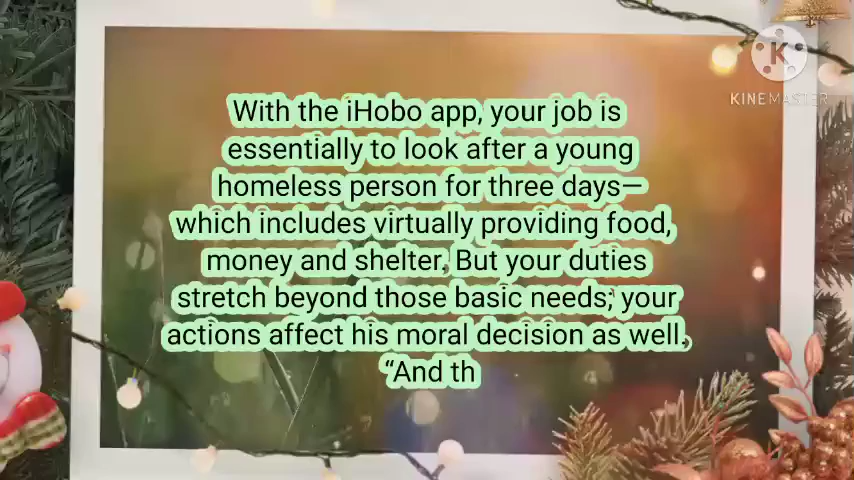 K
KINEMASTER
With the iHobo app, your job is
essentially to look after a young
homeless person for three days—
which includes virtually providing food,
money and shelter. But your duties
stretch beyond those basic needs; your
actions affect his moral decision as well.
“And th